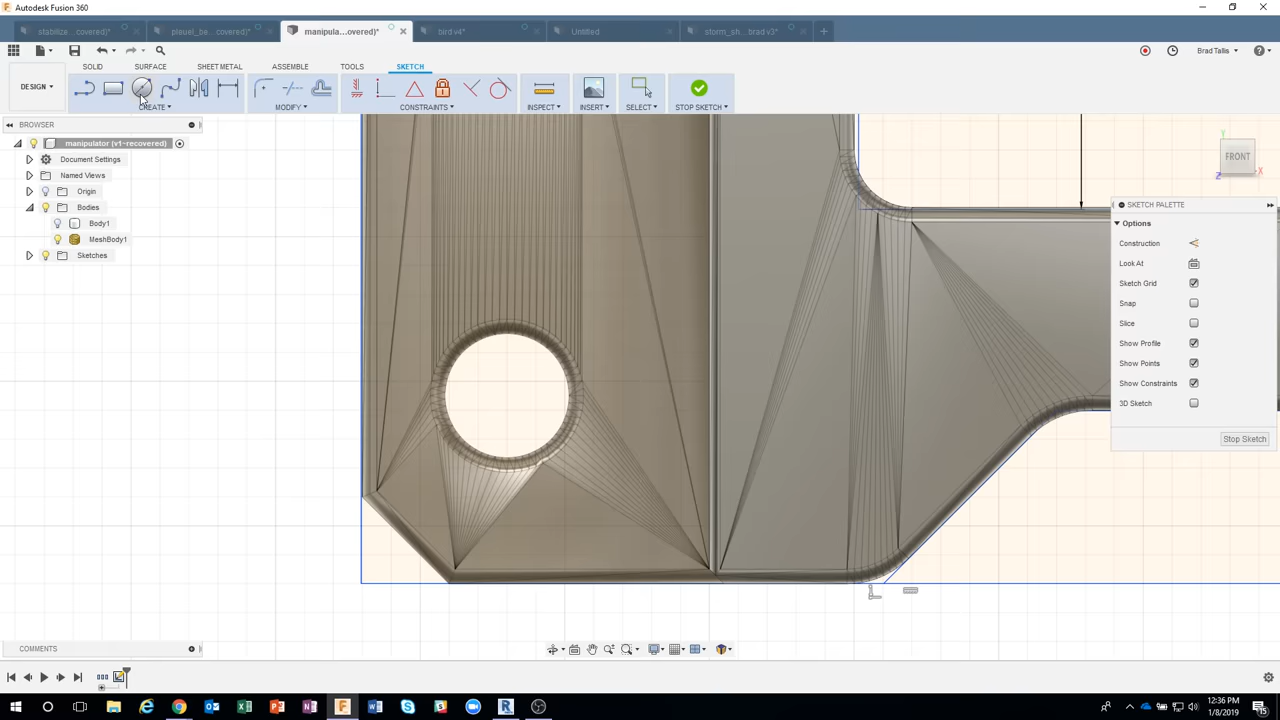 Autodesk Fusion 360
stabilize...covered)*
pleuel_be...covered)*
manipula...overed)*
bird v4*
Untitled
storm_sh...brad v3*
Brad Tallis
SOLID
SURFACE
SHEET METAL
ASSEMBLE
TOOLS
SKETCH
DESIGN
CREATE
MODIFY
CONSTRAINTS
INSPECT
INSERT
SELECT
STOP SKETCH
BROWSER
manipulator (v1~recovered)
Document Settings
Named Views
Origin
Bodies
Body1
MeshBody1
Sketches
Y
FRONT
Z
X
SKETCH PALETTE
Options
Construction
Look At
Sketch Grid
Snap
Slice
Show Profile
Show Points
Show Constraints
3D Sketch
Stop Sketch
COMMENTS
12:36 PM
1/8/2019